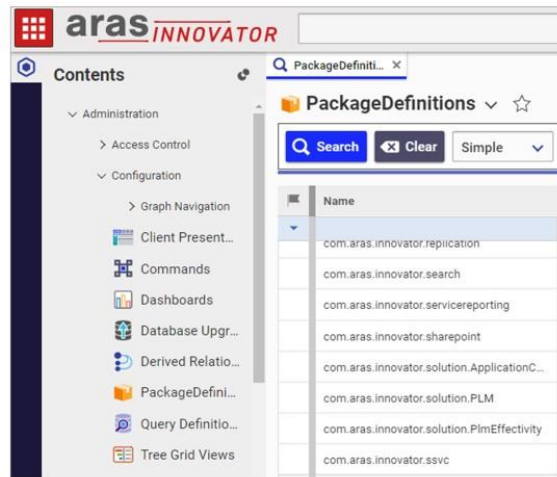 aras INNOVATOR
Contents
Administration
Access Control
Configuration
Graph Navigation
Client Present...
Commands
Dashboards
Database Upgr...
Derived Relatio...
PackageDefini...
Query Definitio...
Tree Grid Views
PackageDefiniti... ×
PackageDefinitions
Search
Clear
Simple
Name
com.aras.innovator.replication
com.aras.innovator.search
com.aras.innovator.servicereporting
com.aras.innovator.sharepoint
com.aras.innovator.solution.ApplicationC...
com.aras.innovator.solution.PLM
com.aras.innovator.solution.PlmEffectivity
com.aras.innovator.ssvc